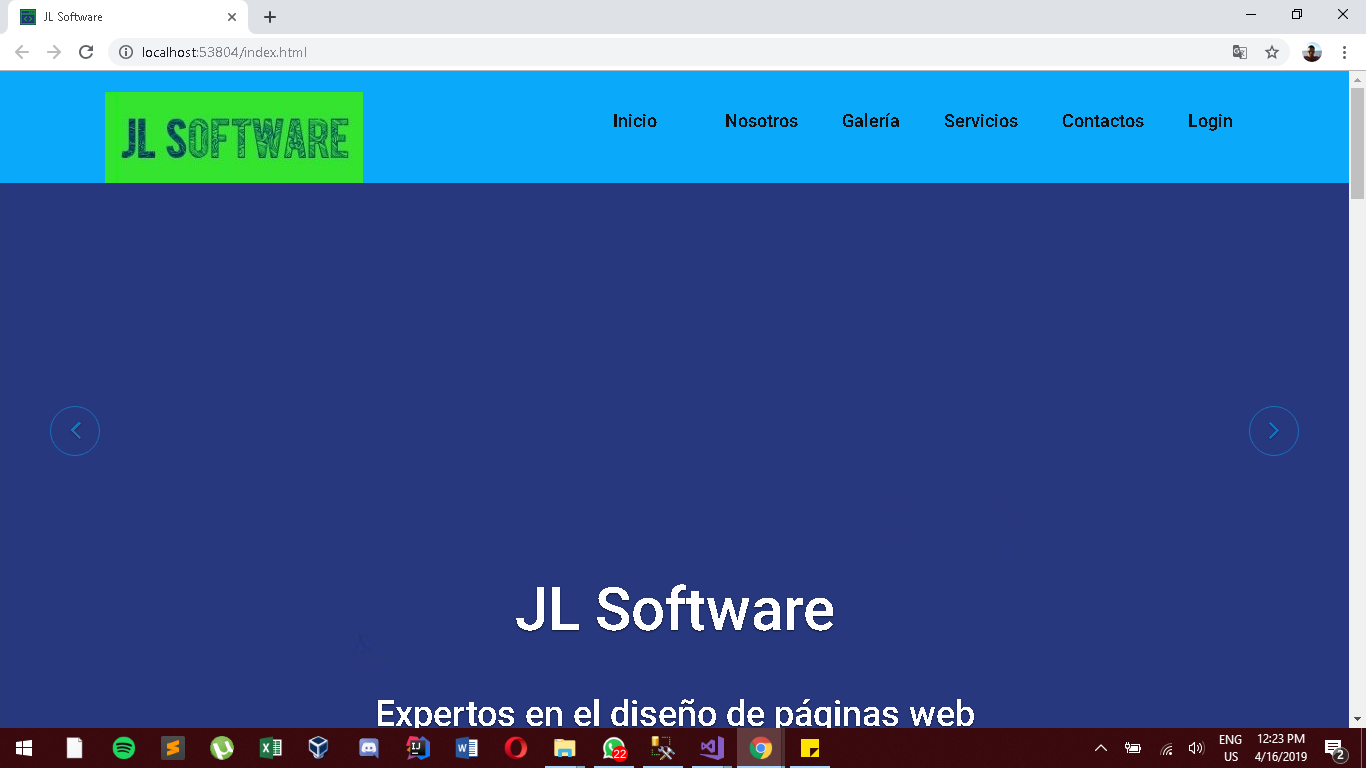 JL Software
localhost:53804/index.html
JL SOFTWARE
Inicio Nosotros Galería Servicios Contactos Login
JL Software
Expertos en el diseño de páginas web
22
ENG
US
12:23 PM
4/16/2019
2